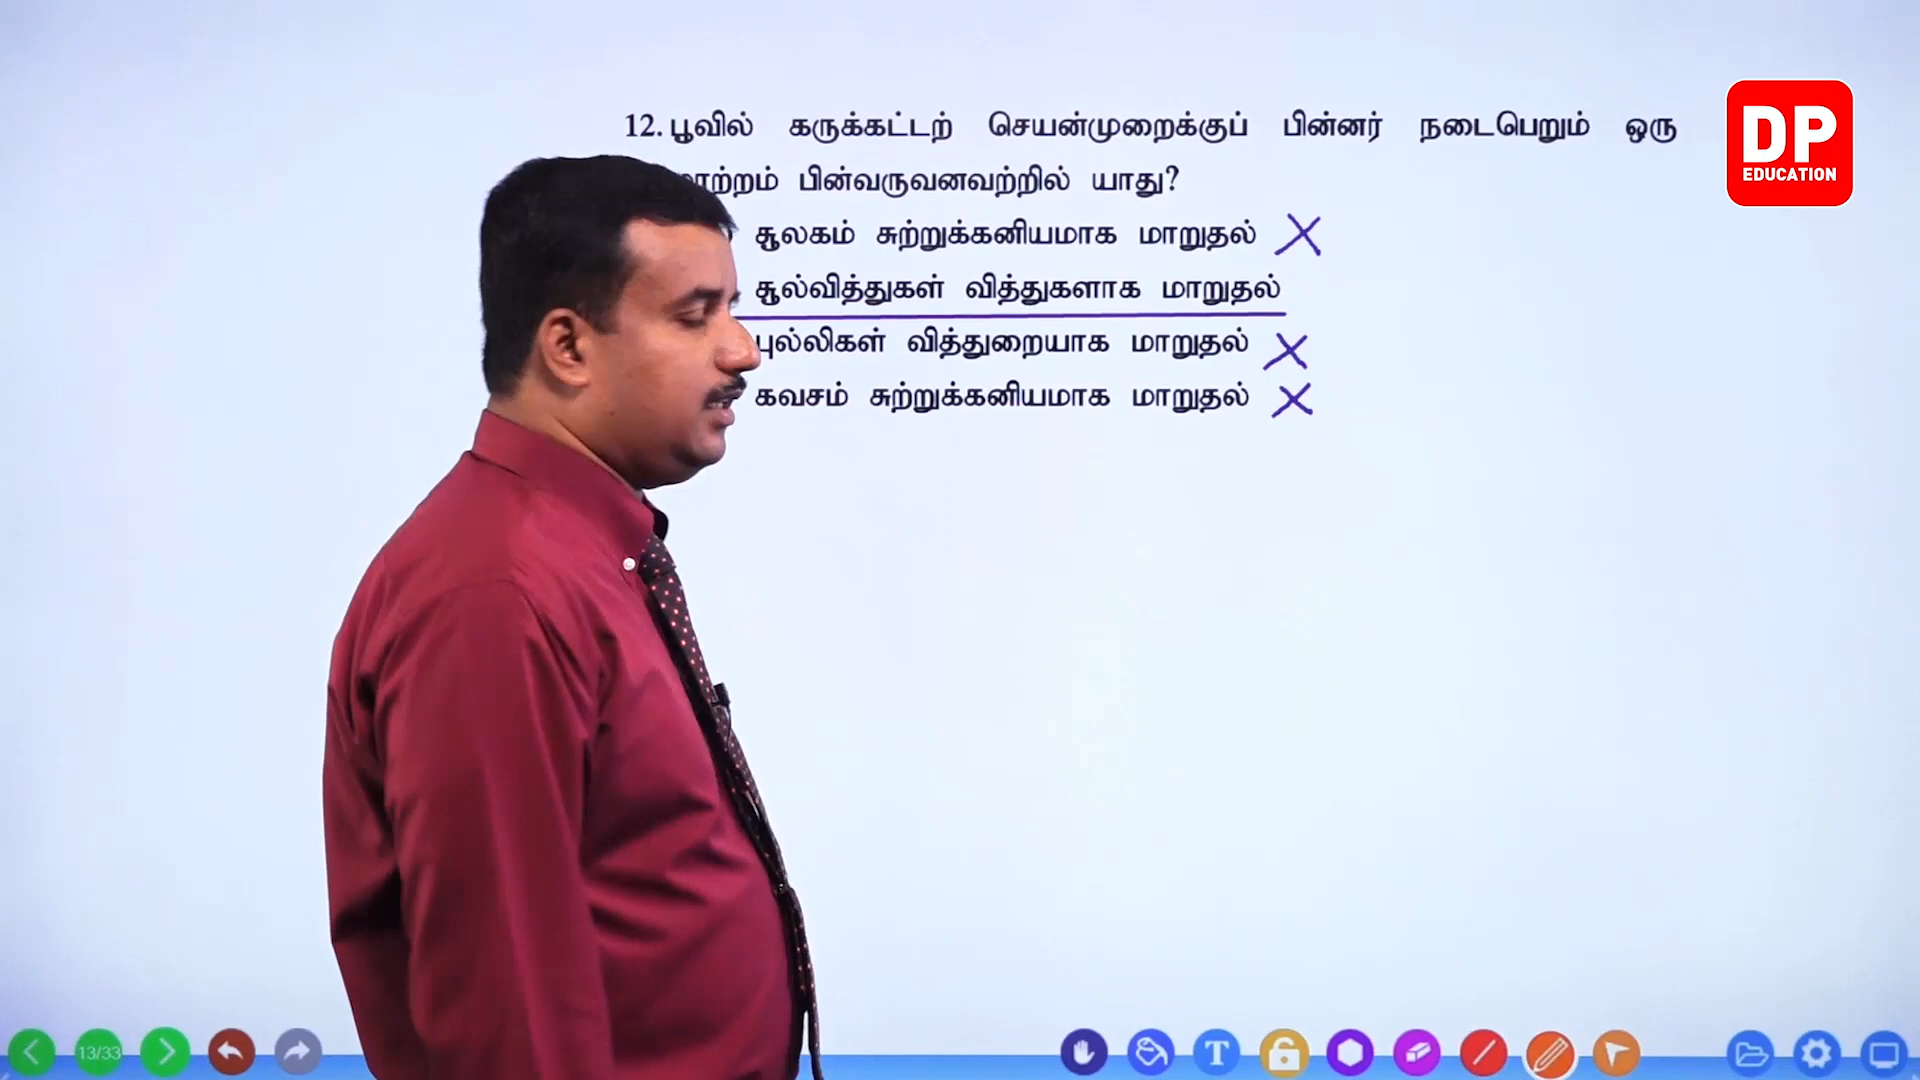 12. பூவில் கருக்கட்டற் செயன்முறைக்குப் பின்னர் நடைபெறும் ஒரு
பின்வருவனவற்றில் யாது?
சூலகம் சுற்றுக்கனியமாக மாறுதல்
சூல்வித்துகள் வித்துகளாக மாறுதல்
புல்லிகள் வித்துறையாக மாறுதல்
கவசம் சுற்றுக்கனியமாக மாறுதல்
DP
EDUCATION
13/33
T